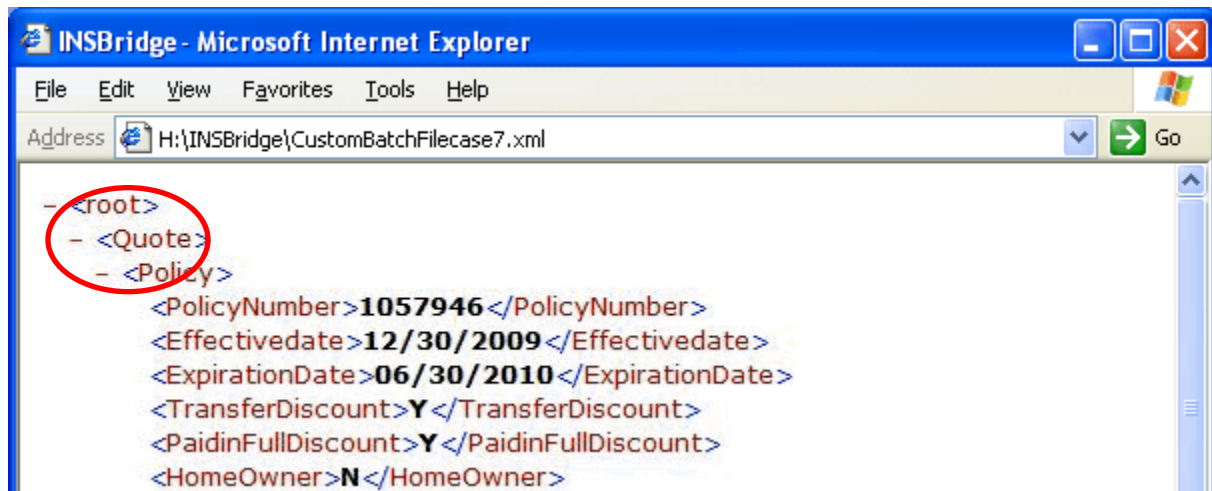 INSBridge - Microsoft Internet Explorer
File Edit View Favorites Tools Help
Address H:\INSBridge\CustomBatchFilecase7.xml Go
- <root>
- <Quote>
- <Policy>
<PolicyNumber>1057946</PolicyNumber>
<Effectivedate>12/30/2009</Effectivedate>
<ExpirationDate>06/30/2010</ExpirationDate>
<TransferDiscount>Y</TransferDiscount>
<PaidinFullDiscount>Y</PaidinFullDiscount>
<HomeOwner>N</HomeOwner>